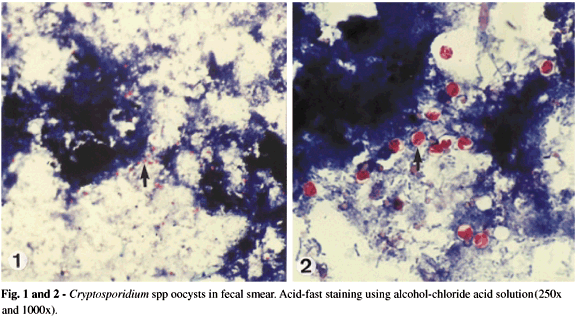 1 2
Fig. 1 and 2 - Cryptosporidium spp oocysts in fecal smear. Acid-fast staining using alcohol-chloride acid solution (250x
and 1000x).